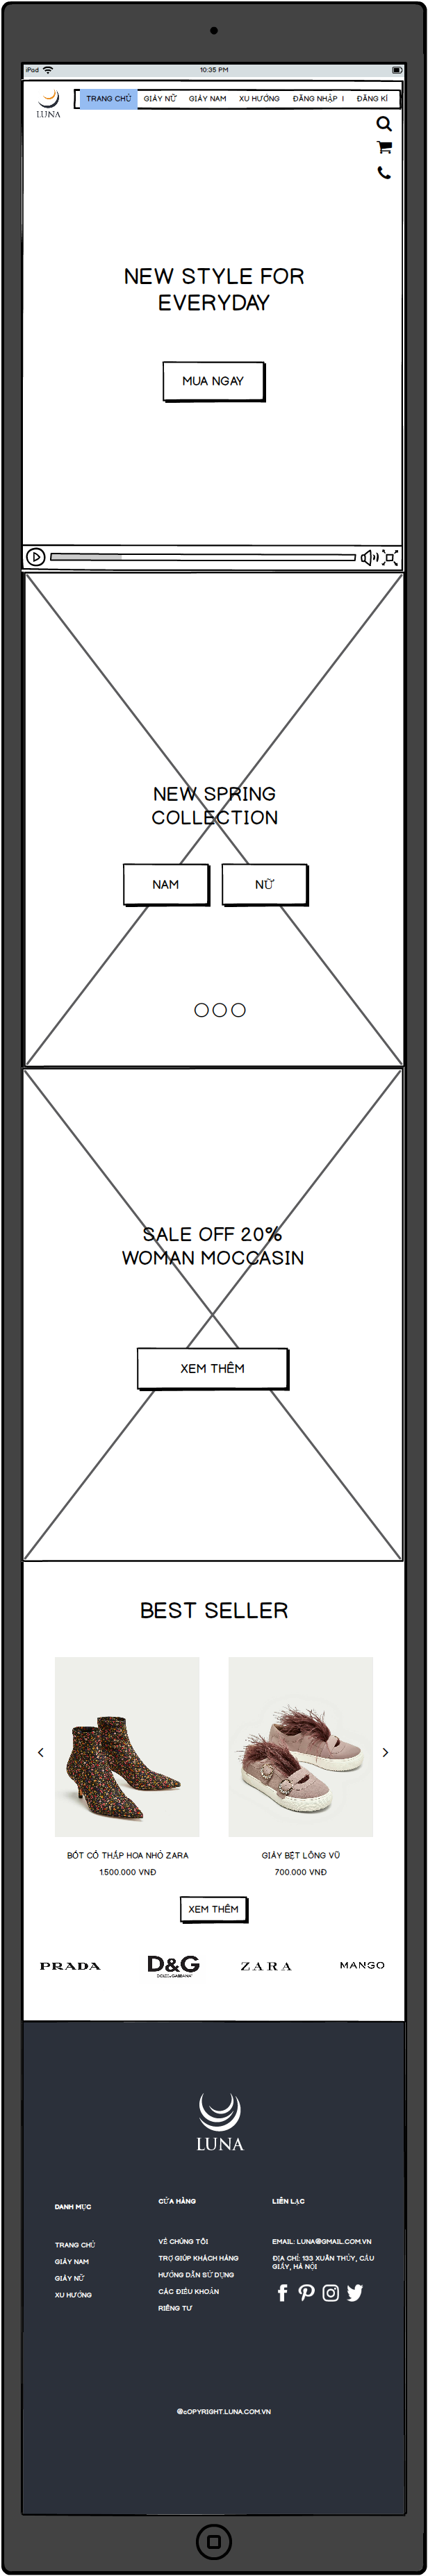 iPad 10:35 PM
LUNA
TRANG CHỦ GIÀY NỮ GIÀY NAM XU HƯỚNG ĐĂNG NHẬP | ĐĂNG KÍ
NEW STYLE FOR
EVERYDAY
MUA NGAY
NEW SPRING
COLLECTION
NAM NỮ
SALE OFF 20%
WOMAN MOCCASIN
XEM THÊM
BEST SELLER
BỐT CỔ THẤP HOA NHỎ ZARA
1.500.000 VNĐ
GIÀY BỆT LÔNG VŨ
700.000 VNĐ
XEM THÊM
PRADA D&G ZARA MANGO
DOLCE & GABBANA
LUNA
DANH MỤC
TRANG CHỦ
GIÀY NAM
GIÀY NỮ
XU HƯỚNG
CỬA HÀNG
VỀ CHÚNG TÔI
TRỢ GIÚP KHÁCH HÀNG
HƯỚNG DẪN SỬ DỤNG
CÁC ĐIỀU KHOẢN
RIÊNG TƯ
LIÊN LẠC
EMAIL: LUNA@GMAIL.COM.VN
ĐỊA CHỈ: 133 XUÂN THỦY, CẦU
GIẤY, HÀ NỘI
@cOPYRIGHT.LUNA.COM.VN